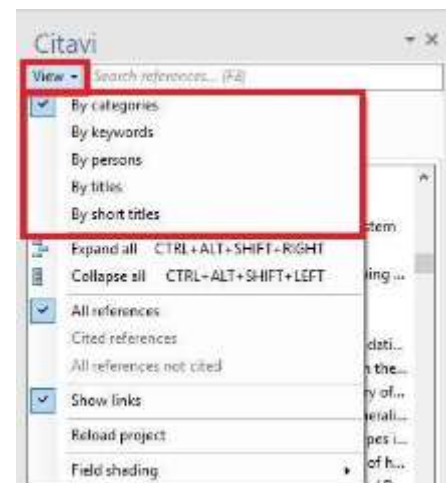 Citavi
View Search references... (F8)
By categories
By keywords
By persons
By titles
By short titles
stem
Expand all CTRL+ALT+SHIFT+RIGHT
Collapse all CTRL+ALT+SHIFT+LEFT
ing ...
All references
Cited references
dati...
All references not cited
the...
Show links
ry of...
erali...
Reload project
pes i...
Field shading
of h...